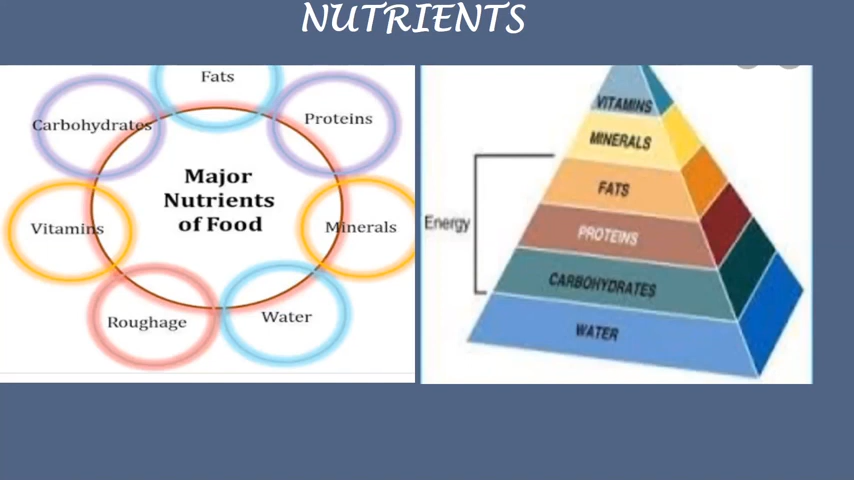 NUTRIENTS
Fats
Carbohydrates
Proteins
Major
Nutrients
of Food
Vitamins
Minerals
Roughage
Water
VITAMINS
MINERALS
FATS
Energy
PROTEINS
CARBOHYDRATES
WATER